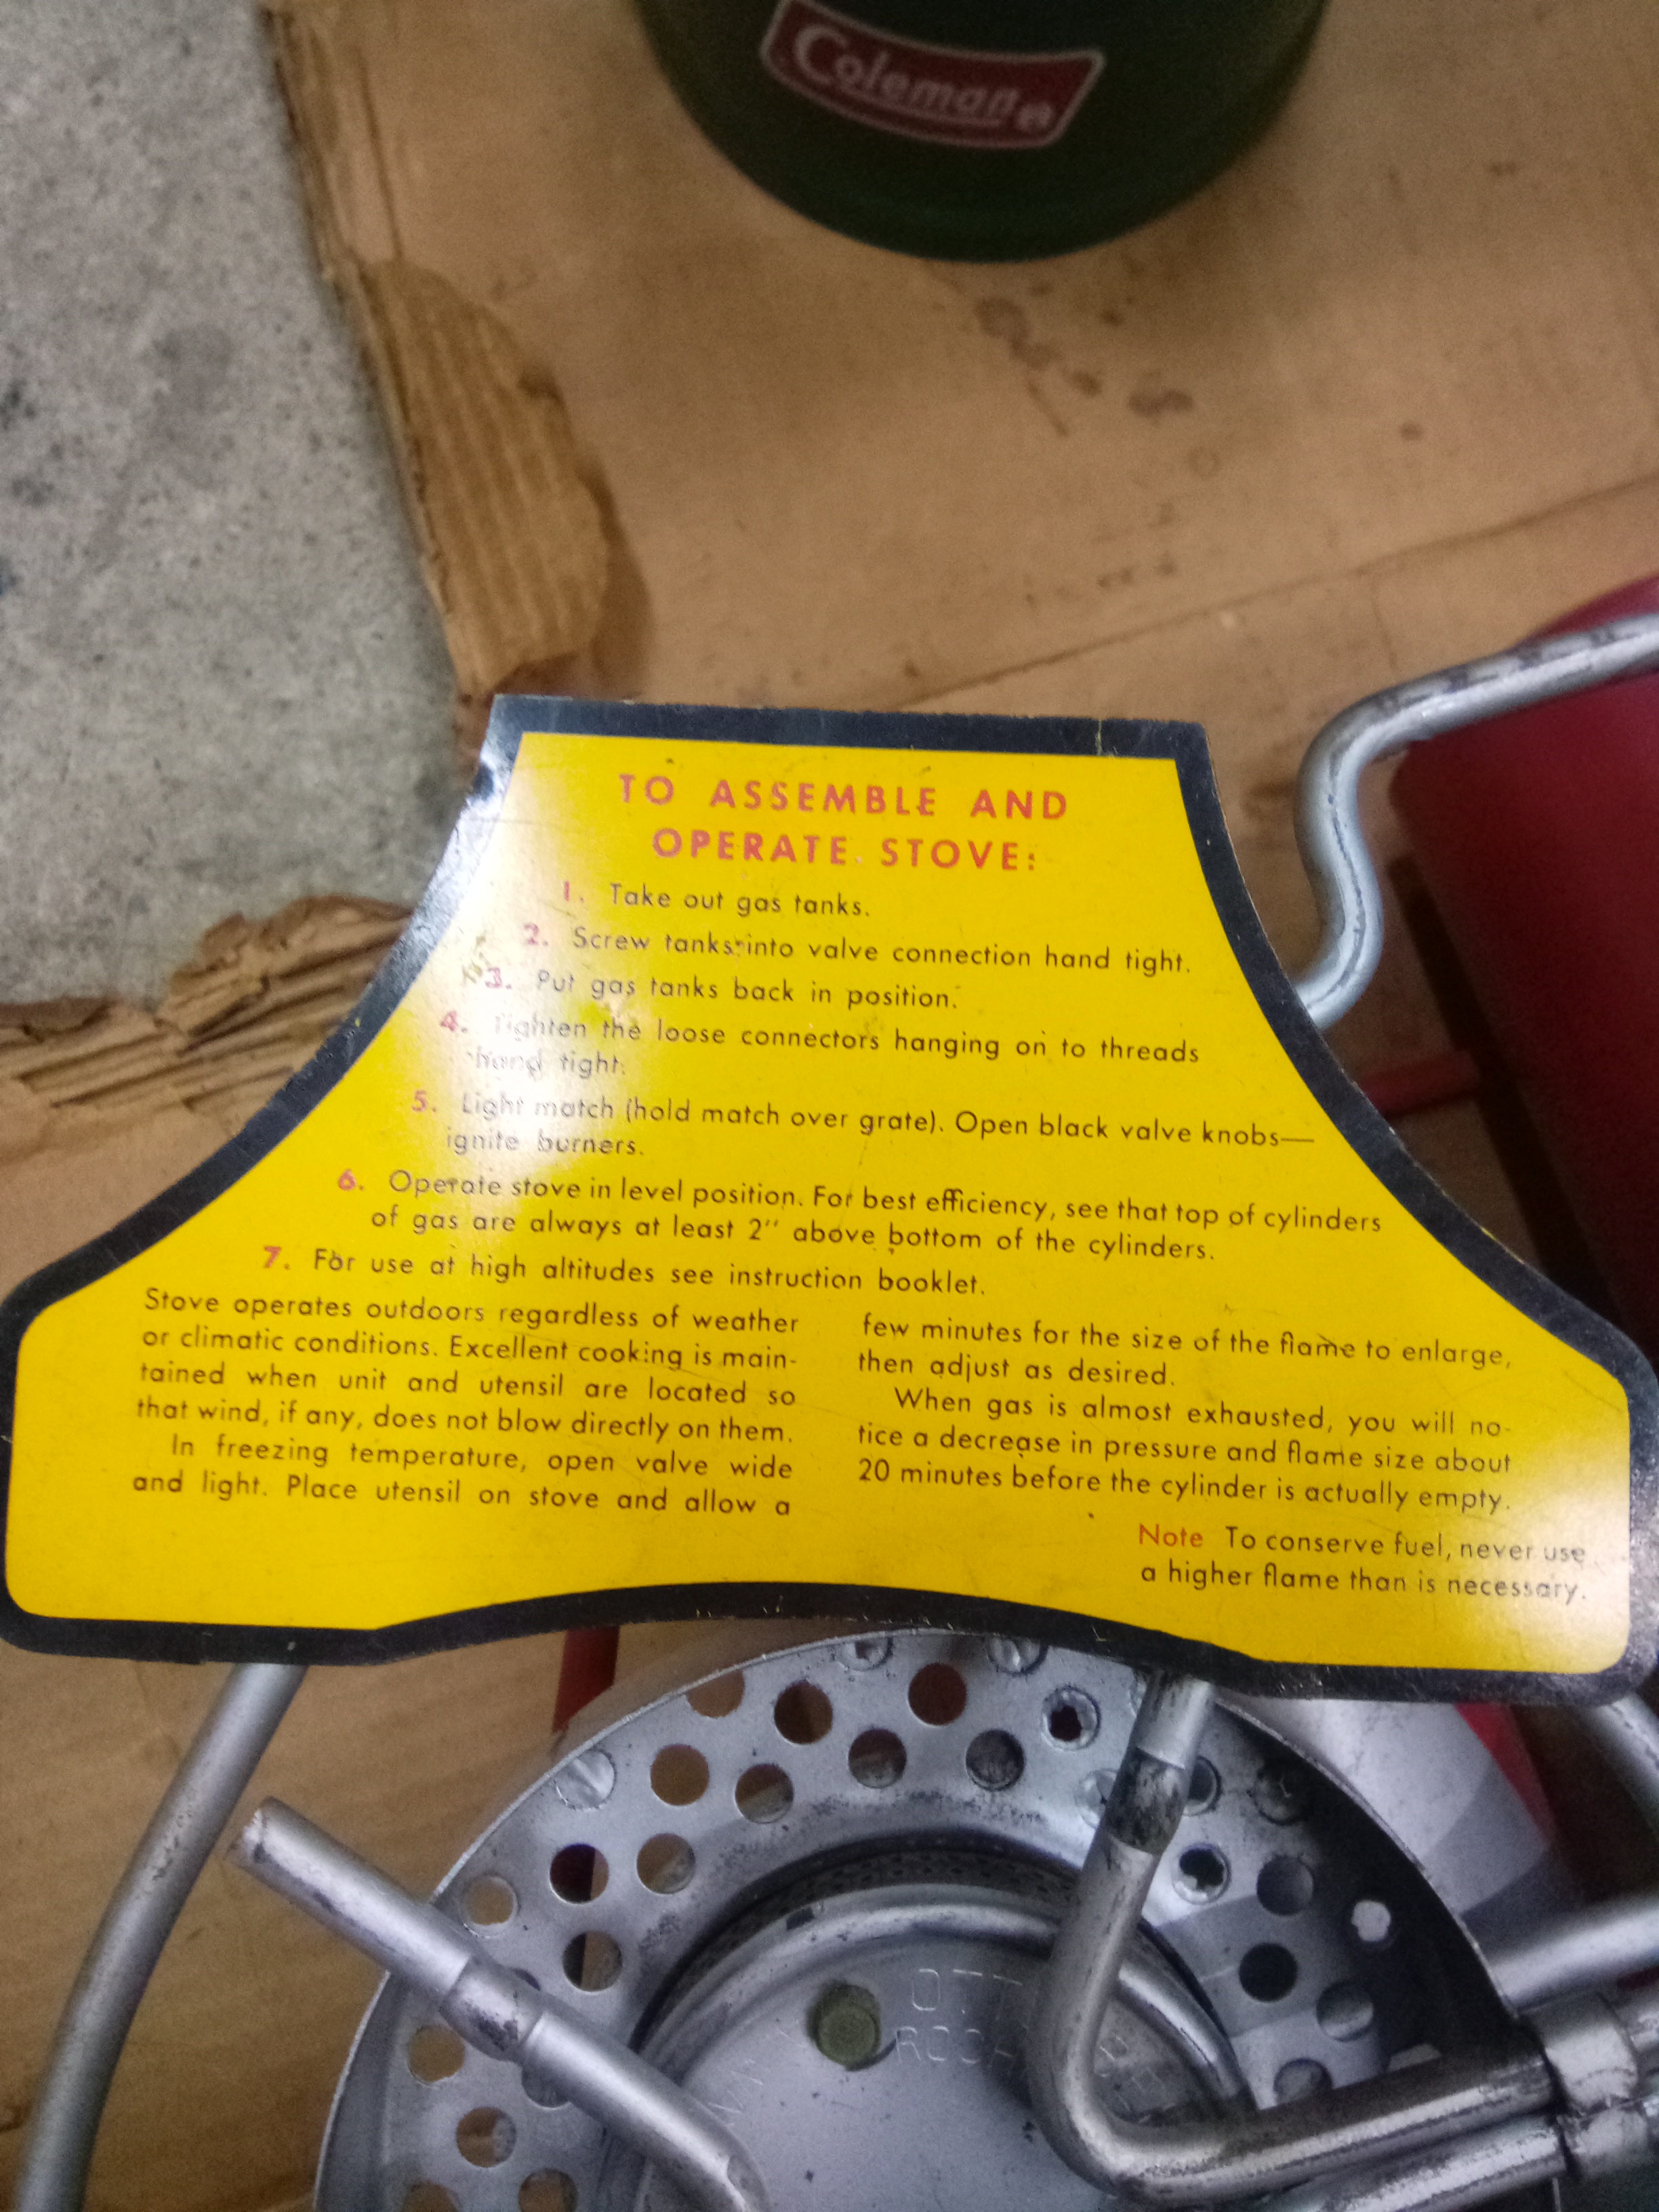 Coleman®
TO ASSEMBLE AND
OPERATE STOVE:
1. Take out gas tanks.
2. Screw tanks into valve connection hand tight.
3. Put gas tanks back in position.
4. Tighten the loose connectors hanging on to threads
hand tight.
5. Light match (hold match over grate). Open black valve knobs—
ignite burners.
6. Operate stove in level position. For best efficiency, see that top of cylinders
of gas are always at least 2″ above bottom of the cylinders.
7. For use at high altitudes see instruction booklet.
Stove operates outdoors regardless of weather
or climatic conditions. Excellent cooking is main-
tained when unit and utensil are located so
that wind, if any, does not blow directly on them.
In freezing temperature, open valve wide
and light. Place utensil on stove and allow a
few minutes for the size of the flame to enlarge,
then adjust as desired.
When gas is almost exhausted, you will no-
tice a decrease in pressure and flame size about
20 minutes before the cylinder is actually empty.
Note To conserve fuel, never use
a higher flame than is necessary.